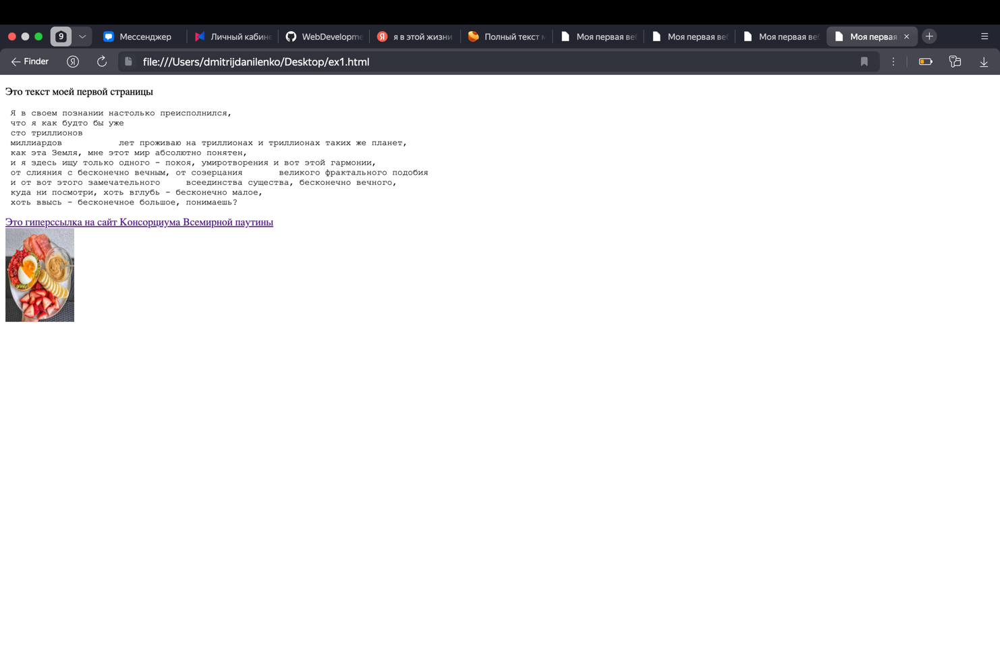 9 Мессенджер Личный кабине WebDevelopme я в этой жизни Полный текст м Моя первая веб Моя первая веб Моя первая веб Моя первая
Finder file:///Users/dmitrijdanilenko/Desktop/ex1.html
Это текст моей первой страницы
Я в своем познании настолько преисполнился,
что я как будто бы уже
сто триллионов
миллиардов           лет проживаю на триллионах и триллионах таких же планет,
как эта Земля, мне этот мир абсолютно понятен,
и я здесь ищу только одного - покоя, умиротворения и вот этой гармонии,
от слияния с бесконечно вечным, от созерцания       великого фрактального подобия
и от вот этого замечательного     всеединства существа, бесконечно вечного,
куда ни посмотри, хоть вглубь - бесконечно малое,
хоть ввысь - бесконечное большое, понимаешь?
Это гиперссылка на сайт Консорциума Всемирной паутины